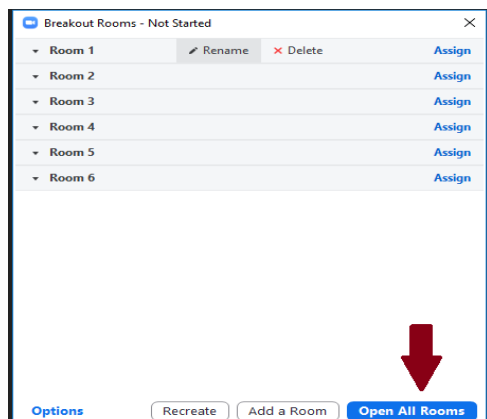 Breakout Rooms - Not Started
Room 1 Rename Delete Assign
Room 2 Assign
Room 3 Assign
Room 4 Assign
Room 5 Assign
Room 6 Assign
Options Recreate Add a Room Open All Rooms